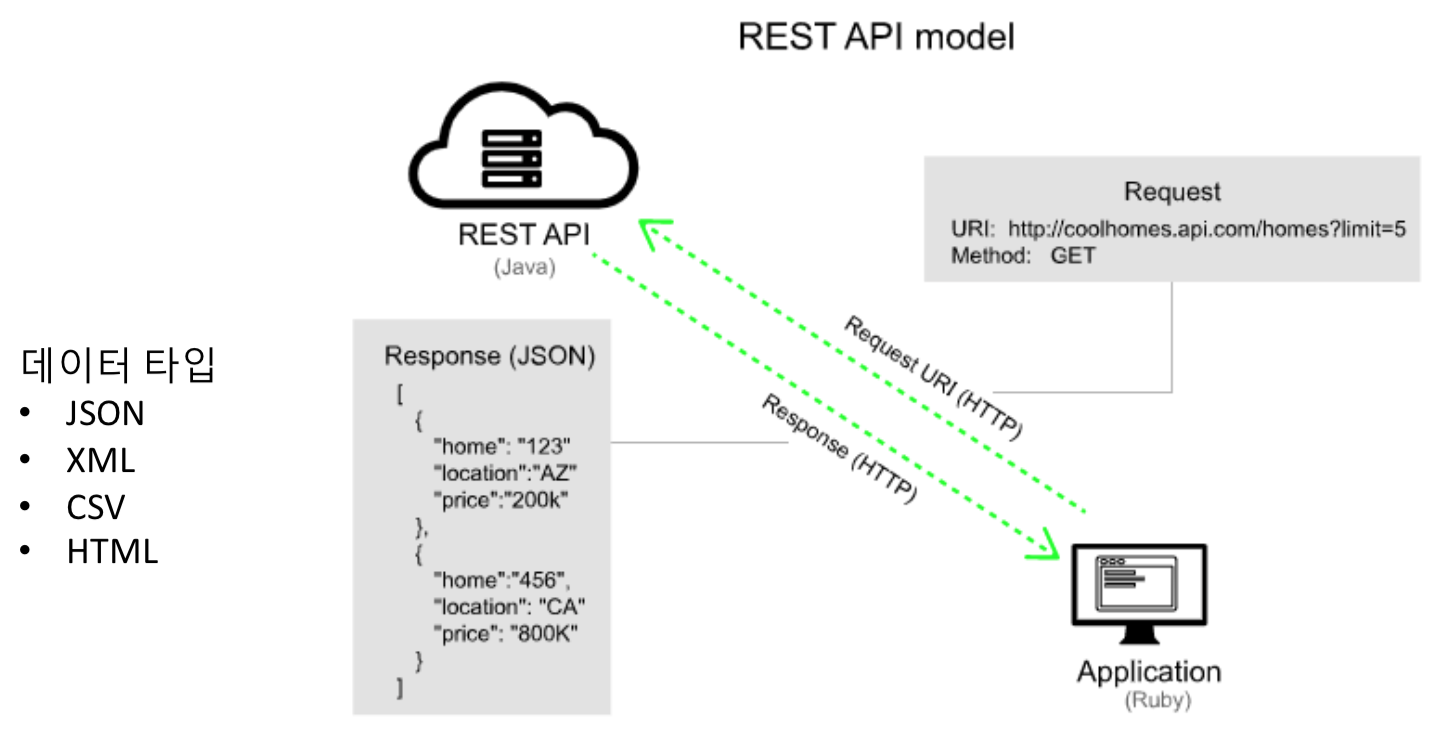 REST API model
REST API
(Java)
Request
URI: http://coolhomes.api.com/homes?limit=5
Method: GET
Request URI (HTTP)
Response (HTTP)
데이터 타입
• JSON
• XML
• CSV
• HTML
Response (JSON)
[
{
"home": "123"
"location":"AZ"
"price":"200k"
},
{
"home":"456",
"location": "CA"
"price": "800K"
}
]
Application
(Ruby)